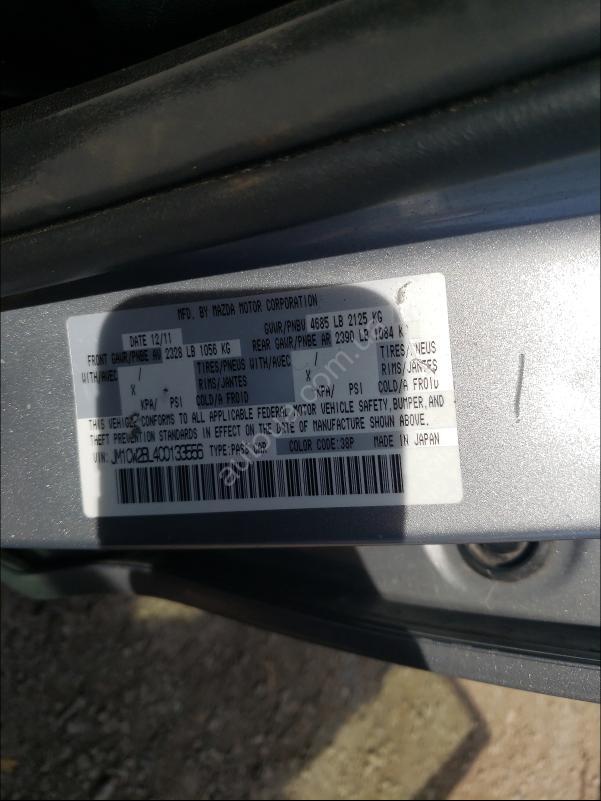 MFD. BY MAZDA MOTOR CORPORATION
DATE 12/11 GVWR/PNBV 4685 LB 2125 KG
FRONT GAWR/PNBE AV 2328 LB 1056 KG REAR GAWR/PNBE AR 2390 LB 1084 K
WITH/AVEC / TIRES/PNEUS WITH/AVEC / TIRES/PNEUS
X RIMS/JANTES X RIMS/JANTES
KPA/ PSI COLD/A FROID KPA/ PSI COLD/A FROID
THIS VEHICLE CONFORMS TO ALL APPLICABLE FEDERAL MOTOR VEHICLE SAFETY, BUMPER, AND
THEFT PREVENTION STANDARDS IN EFFECT ON THE DATE OF MANUFACTURE SHOWN ABOVE.
VIN: JM1CW2BL4C0133556 TYPE: PASS CAR COLOR CODE: 38P MADE IN JAPAN